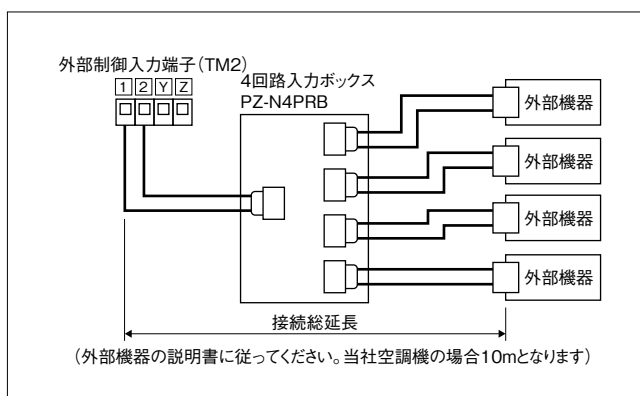 外部制御入力端子(TM2)
1 2 Y Z
4回路入力ボックス
PZ-N4PRB
外部機器
外部機器
外部機器
外部機器
接続総延長
(外部機器の説明書に従ってください。当社空調機の場合10mとなります)